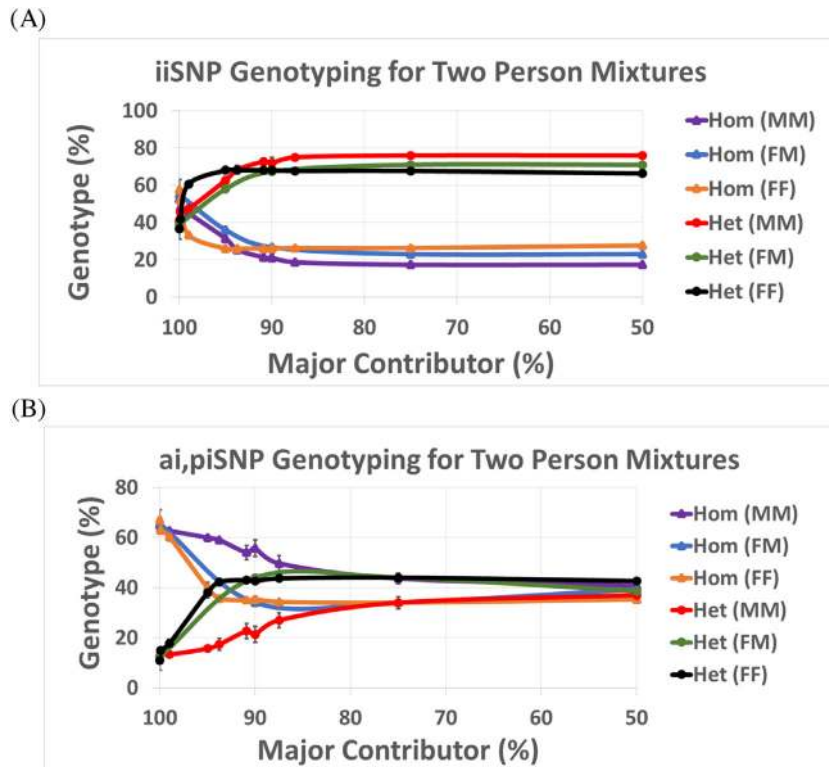 (A)
iiSNP Genotyping for Two Person Mixtures
Genotype (%)
100
80
60
40
20
0
100 90 80 70 60 50
Major Contributor (%)
Hom (MM)
Hom (FM)
Hom (FF)
Het (MM)
Het (FM)
Het (FF)
(B)
ai,piSNP Genotyping for Two Person Mixtures
Genotype (%)
80
60
40
20
0
100 90 80 70 60 50
Major Contributor (%)
Hom (MM)
Hom (FM)
Hom (FF)
Het (MM)
Het (FM)
Het (FF)